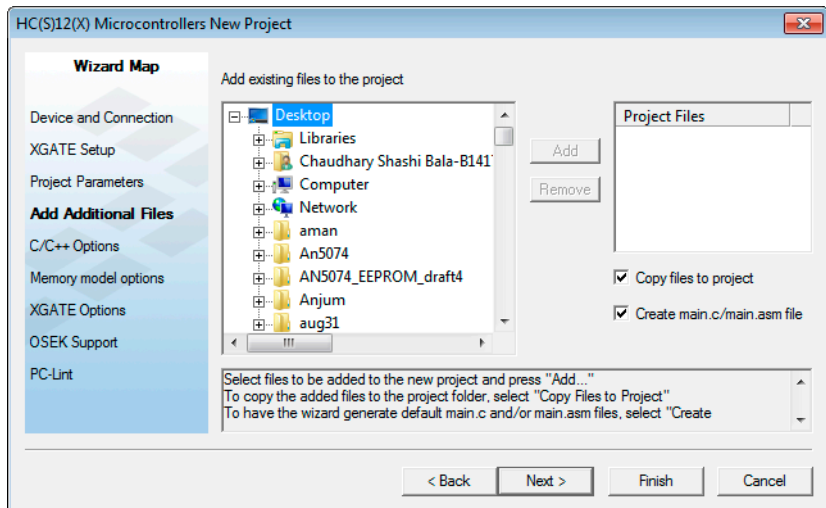 HC(S)12(X) Microcontrollers New Project
Wizard Map
Device and Connection
XGATE Setup
Project Parameters
Add Additional Files
C/C++ Options
Memory model options
XGATE Options
OSEK Support
PC-Lint
Add existing files to the project
Desktop
Libraries
Chaudhary Shashi Bala-B141
Computer
Network
aman
An5074
AN5074_EEPROM_draft4
Anjum
aug31
Add
Remove
Project Files
Copy files to project
Create main.c/main.asm file
Select files to be added to the new project and press "Add..."
To copy the added files to the project folder, select "Copy Files to Project"
To have the wizard generate default main.c and/or main.asm files, select "Create
< Back
Next >
Finish
Cancel